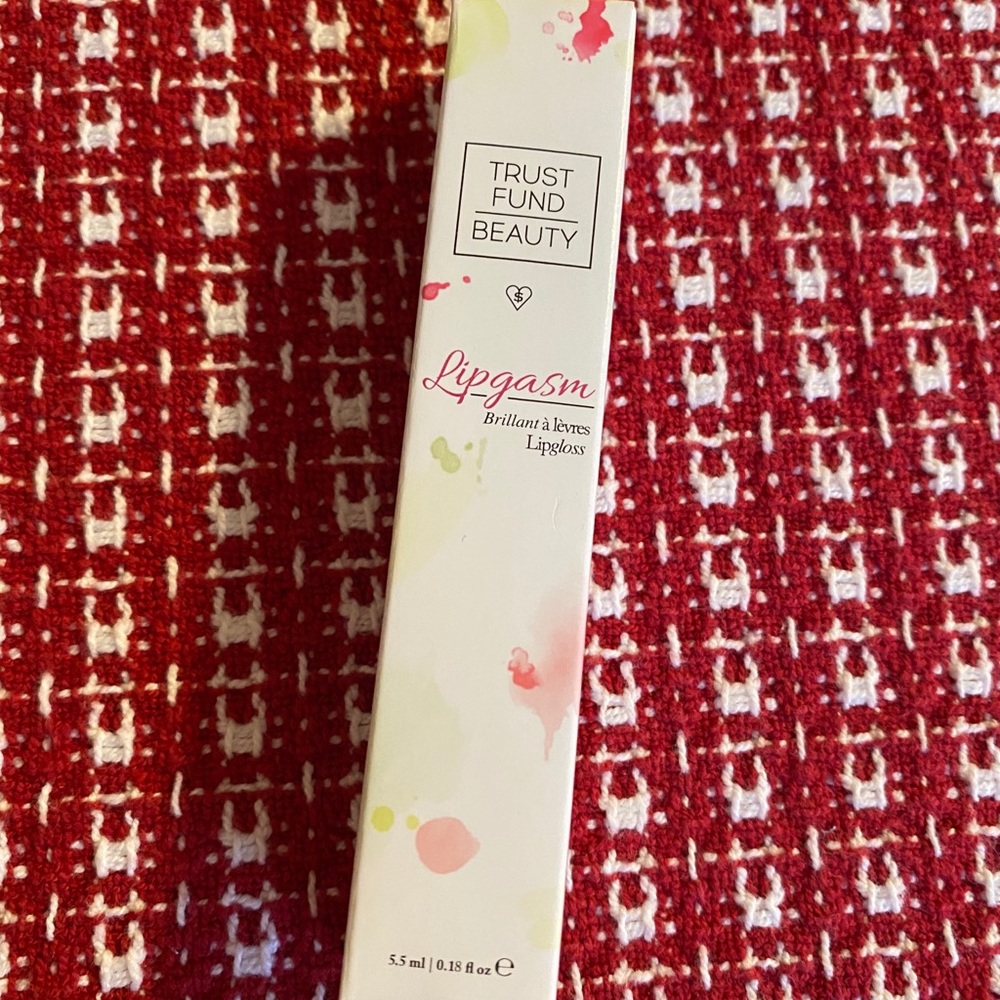 TRUST
FUND
BEAUTY
$
Lipgasm
Brillant à lèvres
Lipgloss
5.5 ml | 0.18 fl oz ℮